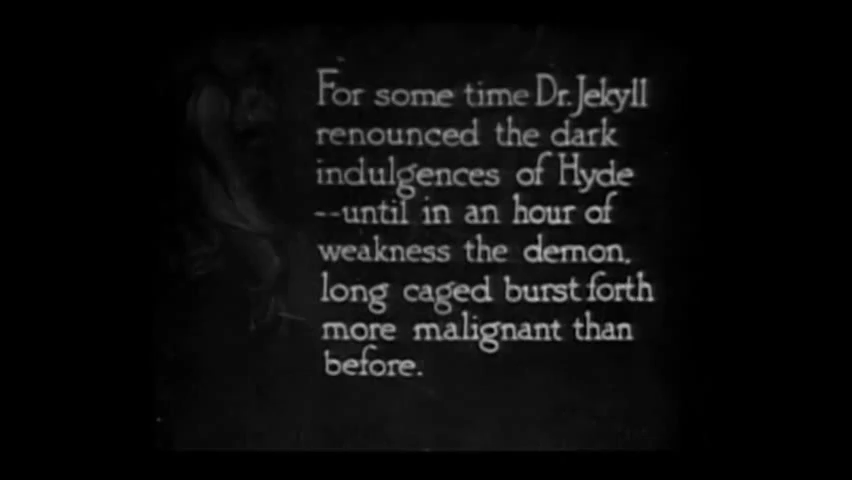 For some time Dr. Jekyll
renounced the dark
indulgences of Hyde
--until in an hour of
weakness the demon,
long caged burst forth
more malignant than
before.